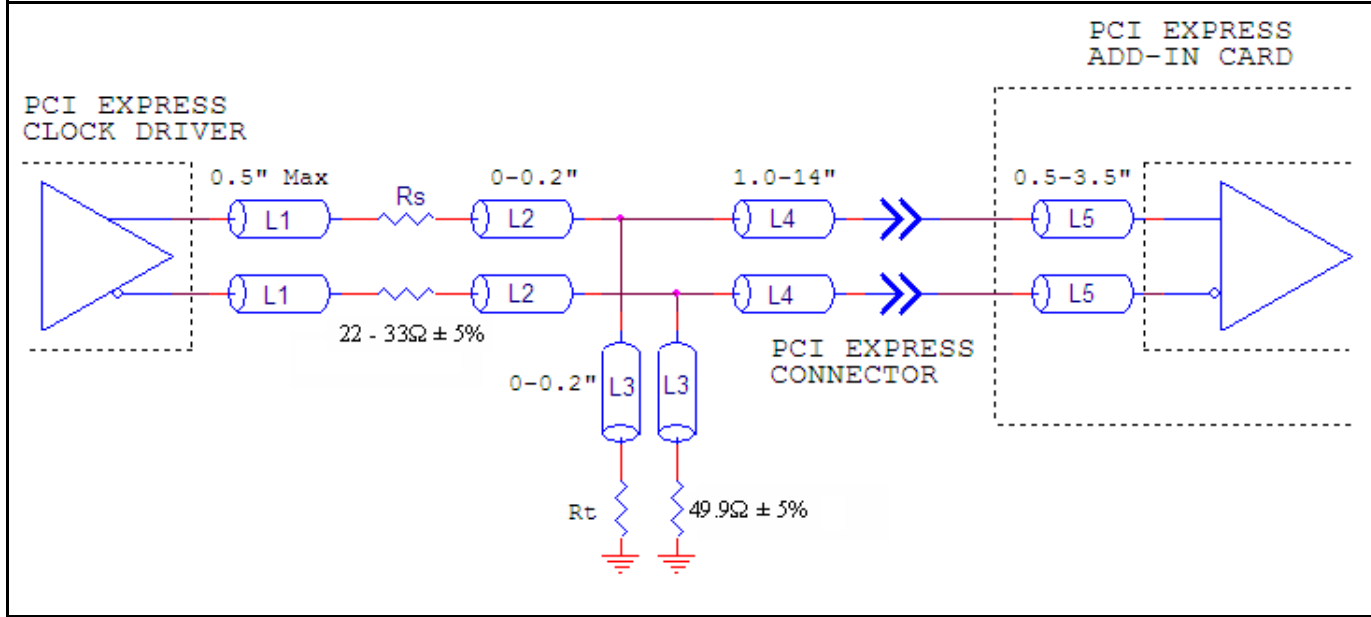 PCI EXPRESS
ADD-IN CARD
PCI EXPRESS
CLOCK DRIVER
0.5" Max
Rs
0-0.2"
1.0-14"
0.5-3.5"
L1
L2
L4
L5
L1
L2
L4
L5
22 - 33Ω ± 5%
PCI EXPRESS
CONNECTOR
0-0.2"
L3
L3
Rt
49.9Ω ± 5%